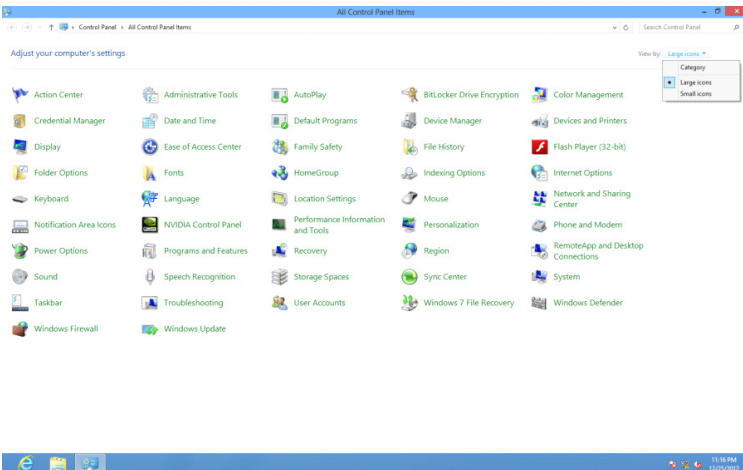 All Control Panel Items
Control Panel
All Control Panel Items
Search Control Panel
Adjust your computer's settings
View by: Large icons
Category
Large icons
Small icons
Action Center
Administrative Tools
AutoPlay
BitLocker Drive Encryption
Color Management
Credential Manager
Date and Time
Default Programs
Device Manager
Devices and Printers
Display
Ease of Access Center
Family Safety
File History
Flash Player (32-bit)
Folder Options
Fonts
HomeGroup
Indexing Options
Internet Options
Keyboard
Language
Location Settings
Mouse
Network and Sharing
Center
Notification Area Icons
NVIDIA Control Panel
Performance Information
and Tools
Personalization
Phone and Modem
Power Options
Programs and Features
Recovery
Region
RemoteApp and Desktop
Connections
Sound
Speech Recognition
Storage Spaces
Sync Center
System
Taskbar
Troubleshooting
User Accounts
Windows 7 File Recovery
Windows Defender
Windows Firewall
Windows Update
11:16 PM
12/25/2012